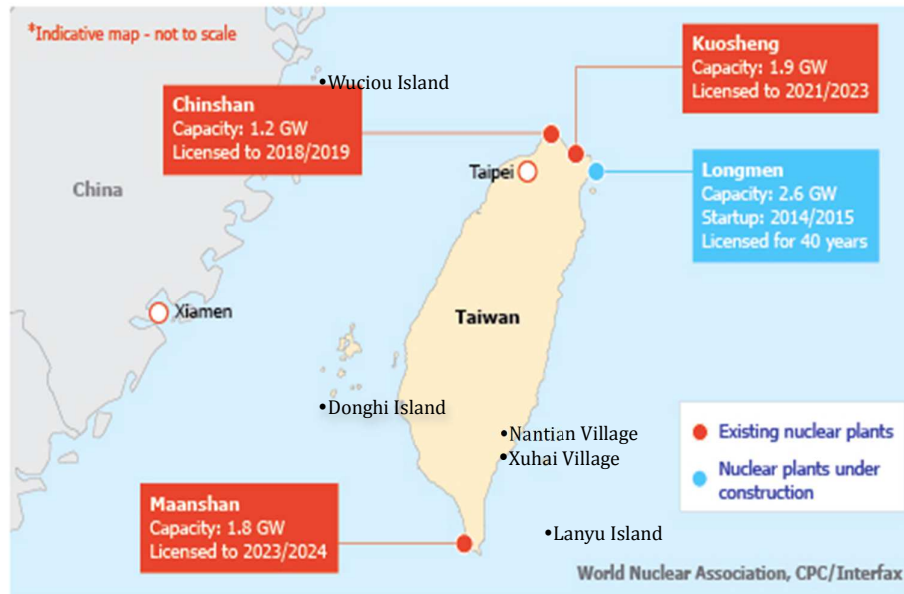 *Indicative map - not to scale
•Wuciou Island
Kuosheng
Capacity: 1.9 GW
Licensed to 2021/2023
Chinshan
Capacity: 1.2 GW
Licensed to 2018/2019
China
Taipei
Longmen
Capacity: 2.6 GW
Startup: 2014/2015
Licensed for 40 years
Xiamen
Taiwan
•Donghi Island
•Nantian Village
•Xuhai Village
Existing nuclear plants
Nuclear plants under
construction
Maanshan
Capacity: 1.8 GW
Licensed to 2023/2024
•Lanyu Island
World Nuclear Association, CPC/Interfax